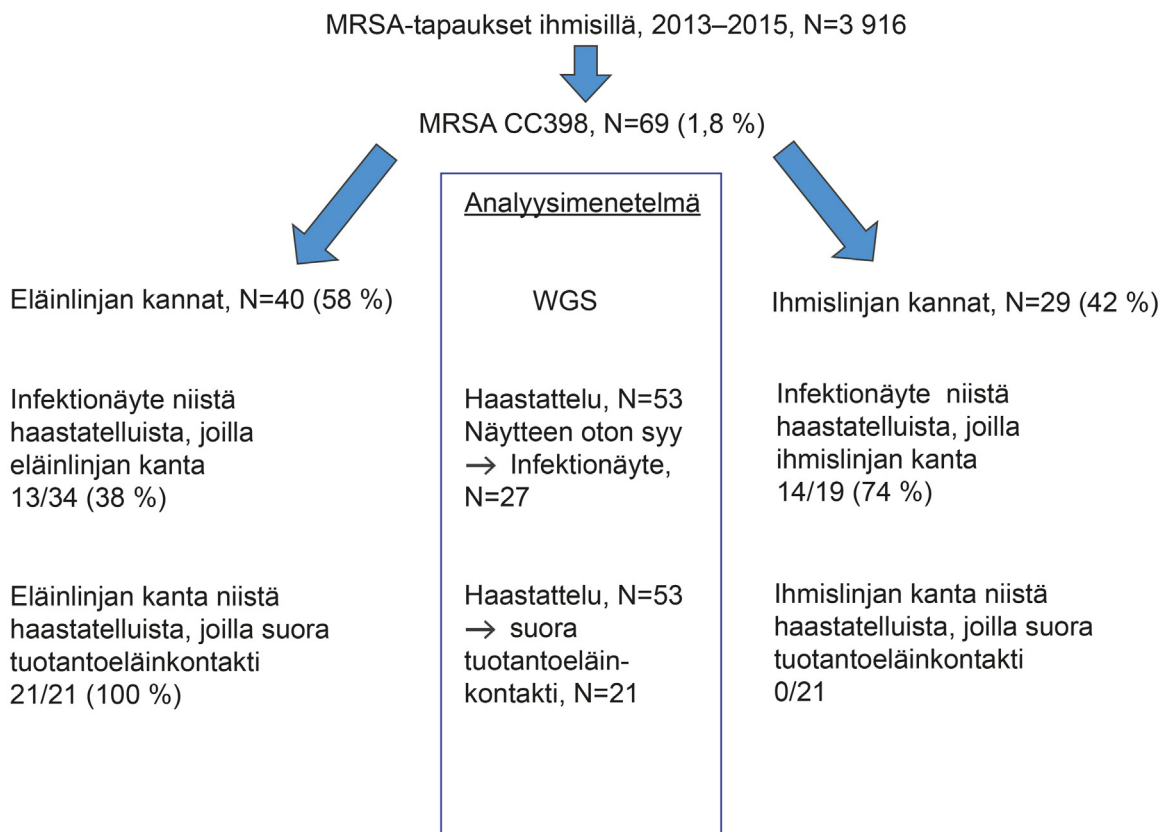 MRSA-tapaukset ihmisillä, 2013–2015, N=3 916
MRSA CC398, N=69 (1,8 %)
Analyysimenetelmä
Eläinlinjan kannat, N=40 (58 %)
WGS
Ihmislinjan kannat, N=29 (42 %)
Infektionäyte niistä
haastatelluista, joilla
eläinlinjan kanta
13/34 (38 %)
Haastattelu, N=53
Näytteen oton syy
→ Infektionäyte,
N=27
Infektionäyte niistä
haastatelluista, joilla
ihmislinjan kanta
14/19 (74 %)
Eläinlinjan kanta niistä
haastatelluista, joilla suora
tuotantoeläinkontakti
21/21 (100 %)
Haastattelu, N=53
→ suora
tuotantoeläin-
kontakti, N=21
Ihmislinjan kanta niistä
haastatelluista, joilla suora
tuotantoeläinkontakti
0/21